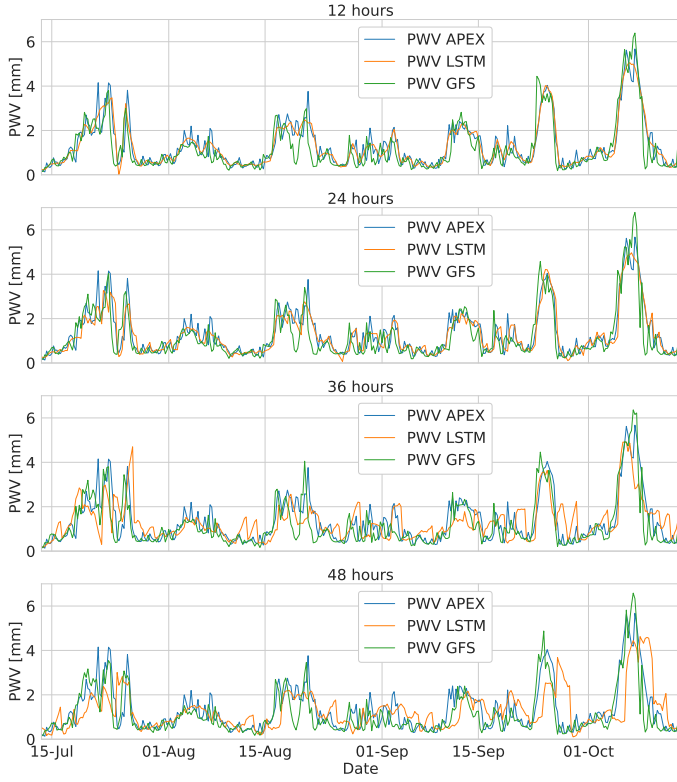 12 hours
PWV [mm]
6
4
2
0
PWV APEX
PWV LSTM
PWV GFS
24 hours
PWV [mm]
6
4
2
0
PWV APEX
PWV LSTM
PWV GFS
36 hours
PWV [mm]
6
4
2
0
PWV APEX
PWV LSTM
PWV GFS
48 hours
PWV [mm]
6
4
2
0
PWV APEX
PWV LSTM
PWV GFS
15-Jul 01-Aug 15-Aug 01-Sep 15-Sep 01-Oct
Date